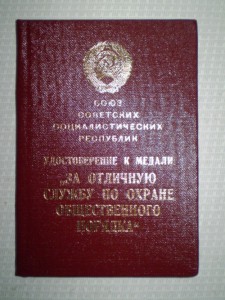 СОЮЗ
СОВЕТСКИХ
СОЦИАЛИСТИЧЕСКИХ
РЕСПУБЛИК
УДОСТОВЕРЕНИЕ К МЕДАЛИ
„ЗА ОТЛИЧНУЮ
СЛУЖБУ ПО ОХРАНЕ
ОБЩЕСТВЕННОГО
ПОРЯДКА“